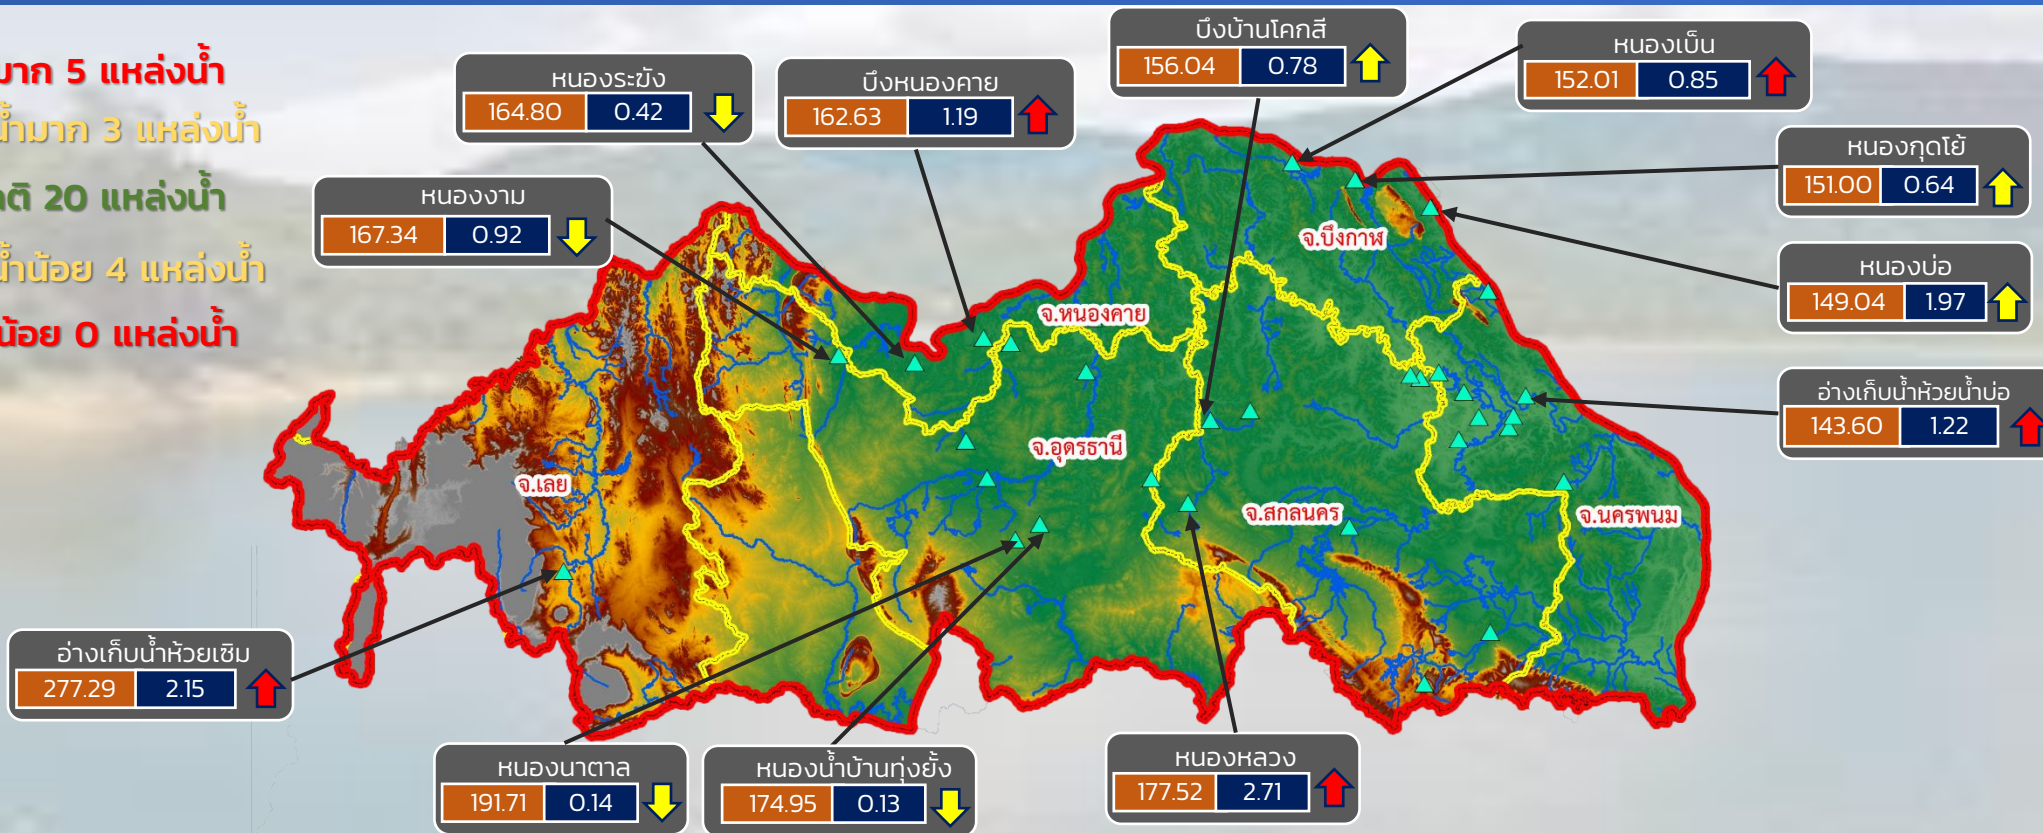 มาก 5 แหล่งน้ำ
น้ำมาก 3 แหล่งน้ำ
20 แหล่งน้ำ
น้ำน้อย 4 แหล่งน้ำ
น้อย 0 แหล่งน้ำ
หนองระฆัง
164.80 0.42
บึงหนองคาย
162.63 1.19
บึงบ้านโคกสี
156.04 0.78
หนองเบ็น
152.01 0.85
หนองกุดโย้
151.00 0.64
หนองงาม
167.34 0.92
หนองบ่อ
149.04 1.97
อ่างเก็บน้ำห้วยน้ำบ่อ
143.60 1.22
จ.บึงกาฬ
จ.หนองคาย
จ.อุดรธานี
จ.เลย
จ.สกลนคร
จ.นครพนม
อ่างเก็บน้ำห้วยเชิม
277.29 2.15
หนองนาตาล
191.71 0.14
หนองน้ำบ้านทุ่งยั้ง
174.95 0.13
หนองหลวง
177.52 2.71